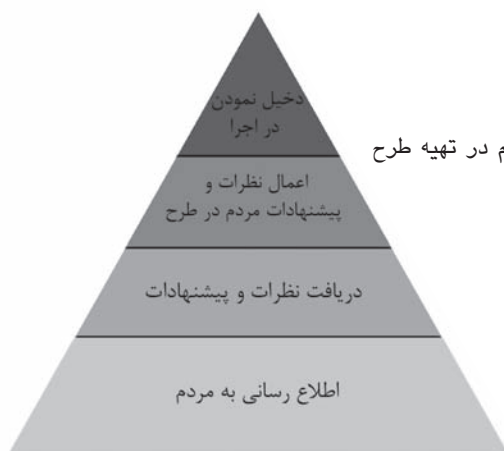 دخیل نمودن
در اجرا
م در تهیه طرح
اعمال نظرات و
پیشنهادات مردم در طرح
دریافت نظرات و پیشنهادات
اطلاع رسانی به مردم